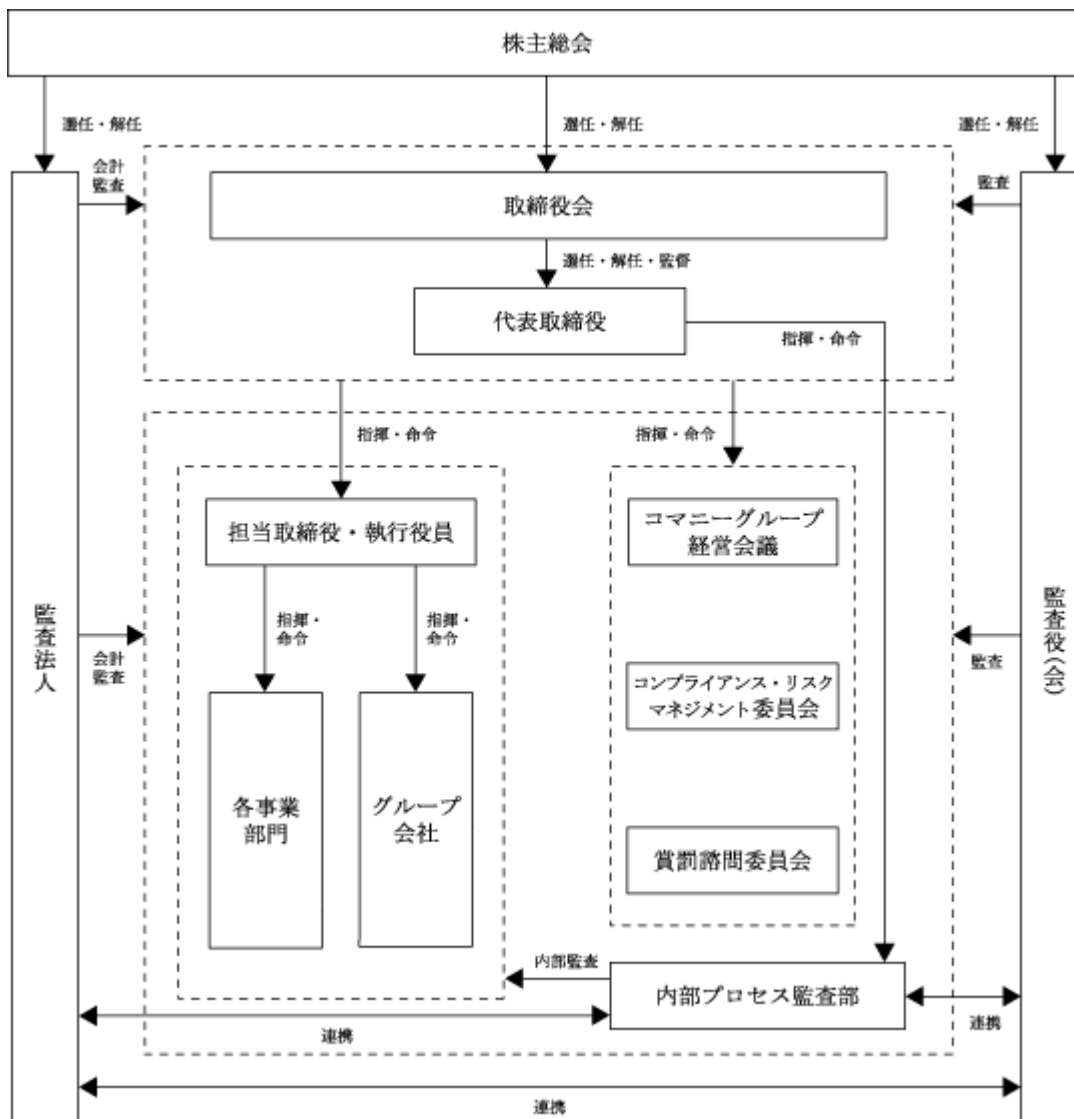 株主総会
選任・解任
選任・解任
選任・解任
会計
監査
監査
取締役会
選任・解任・監督
代表取締役
指揮・命令
指揮・命令
指揮・命令
担当取締役・執行役員
コマニーグループ
経営会議
指揮・
命令
指揮・
命令
監査法人
会計
監査
監査
監査役(会)
コンプライアンス・リスク
マネジメント委員会
各事業
部門
グループ
会社
賞罰諮問委員会
内部監査
内部プロセス監査部
連携
連携
連携